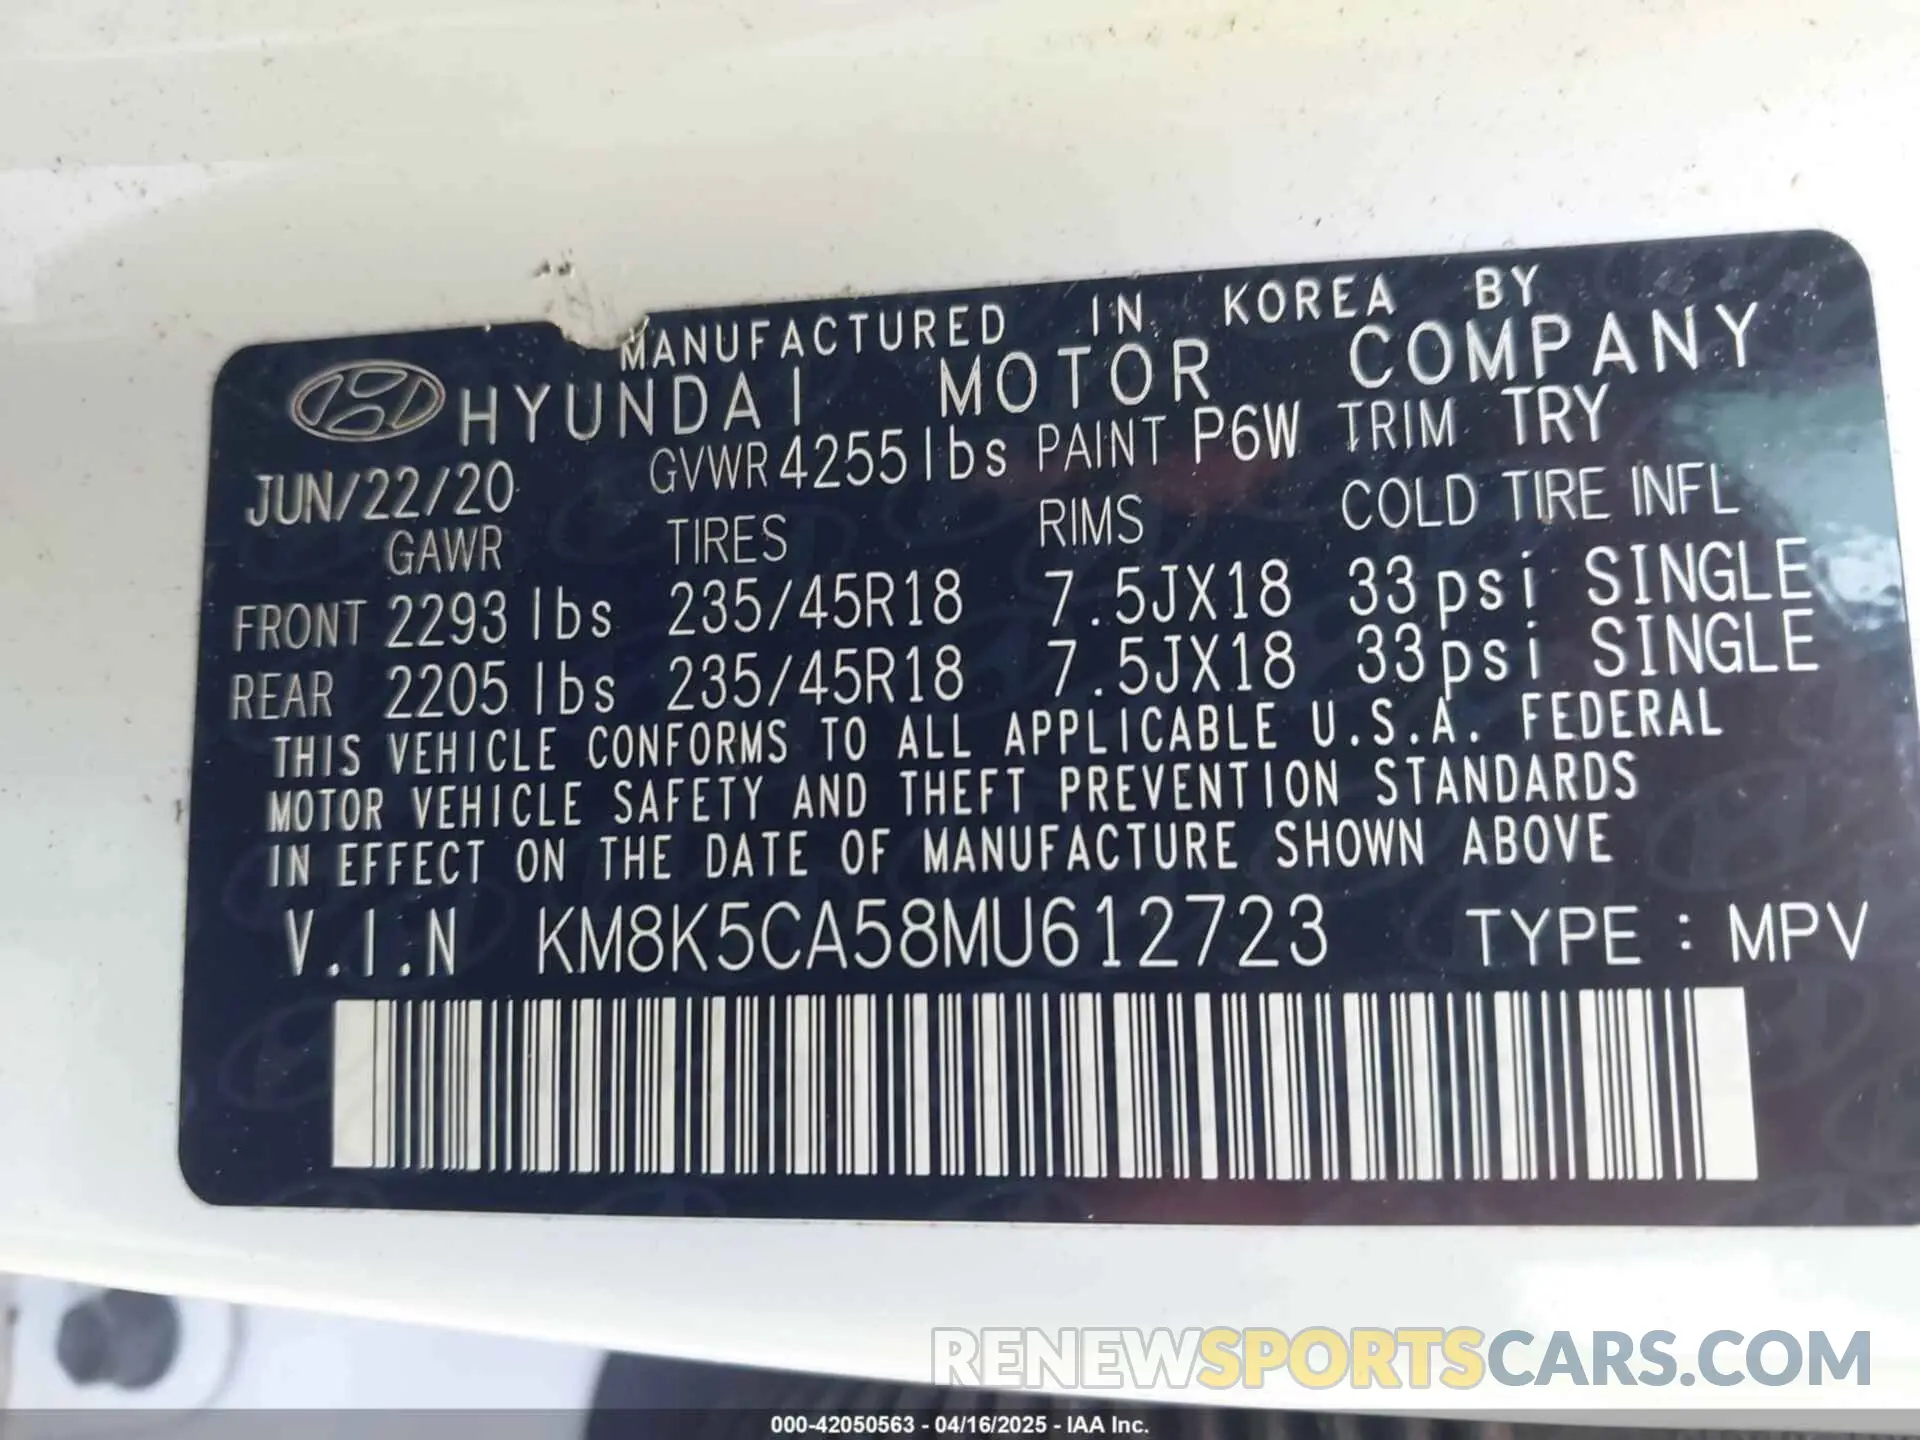 MANUFACTURED IN KOREA BY
HYUNDAI MOTOR COMPANY
JUN/22/20 GVWR 4255 lbs PAINT P6W TRIM TRY
GAWR TIRES RIMS COLD TIRE INFL
FRONT 2293 lbs 235/45R18 7.5JX18 33psi SINGLE
REAR 2205 lbs 235/45R18 7.5JX18 33psi SINGLE
THIS VEHICLE CONFORMS TO ALL APPLICABLE U.S.A. FEDERAL
MOTOR VEHICLE SAFETY AND THEFT PREVENTION STANDARDS
IN EFFECT ON THE DATE OF MANUFACTURE SHOWN ABOVE
V.I.N KM8K5CA58MU612723 TYPE : MPV
RENEWSPORTSCARS.COM
000-42050563 - 04/16/2025 - IAA Inc.